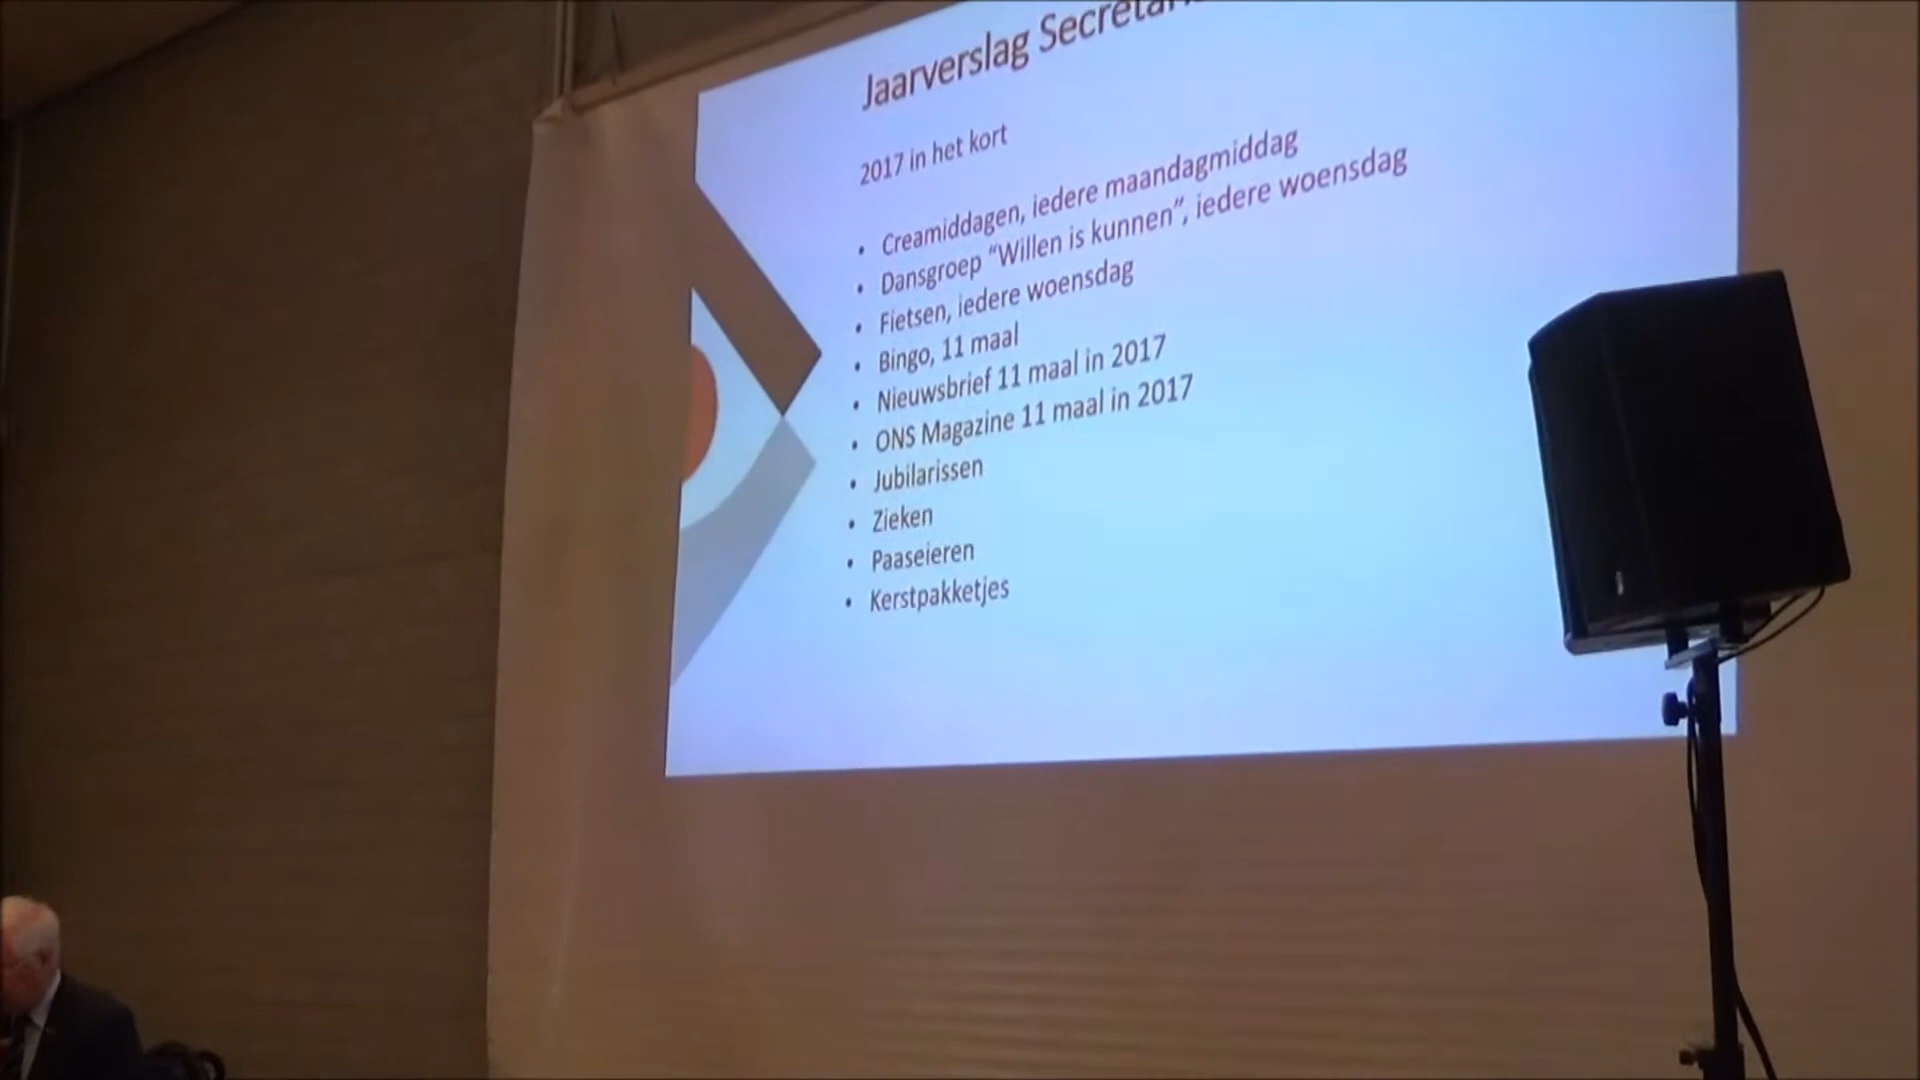 Jaarverslag
2017 in het kort
• Creamiddagen, iedere maandagmiddag
• Dansgroep “Willen is kunnen”, iedere woensdag
• Fietsen, iedere woensdag
• Bingo, 11 maal
• Nieuwsbrief 11 maal in 2017
• ONS Magazine 11 maal in 2017
• Jubilarissen
• Zieken
• Paaseieren
• Kerstpakketjes